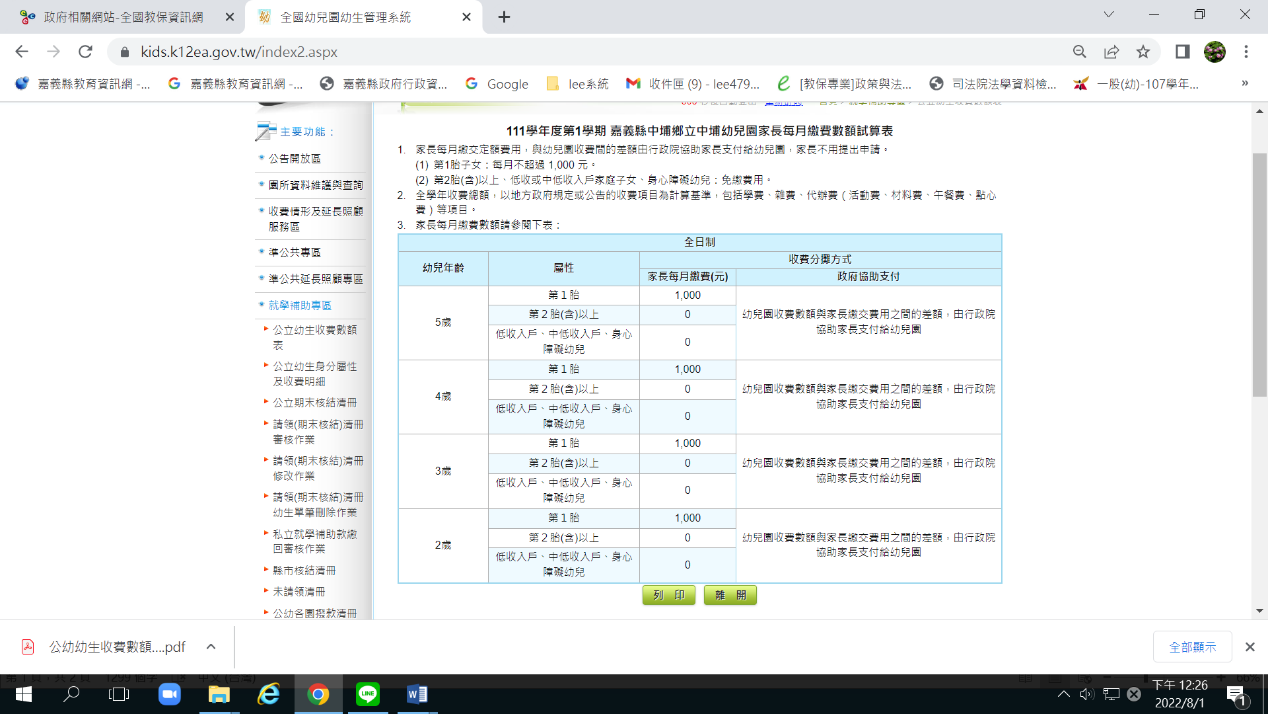 政府相關網站-全國教保資訊網
全國幼兒園幼生管理系統
kids.k12ea.gov.tw/index2.aspx
嘉義縣教育資訊網 -...
嘉義縣教育資訊網 -...
嘉義縣政府行政資...
Google
lee系統
收件匣 (9) - lee479...
[教保專業]政策與法...
司法院法學資料檢...
一般(幼)-107學年...
»
主要功能：
公告開放區
園所資料維護與查詢
收費情形及延長照顧
服務區
準公共專區
準公共延長照顧專區
就學補助專區
公立幼生收費數額
表
公立幼生身分屬性
及收費明細
公立期末核結清冊
請領(期末核結)清冊
審核作業
請領(期末核結)清冊
修改作業
請領(期末核結)清冊
幼生單筆刪除作業
私立就學補助款繳
回審核作業
縣市核結清冊
未請領清冊
公幼各園撥款清冊
111學年度第1學期 嘉義縣中埔鄉立中埔幼兒園家長每月繳費數額試算表
1. 家長每月繳交定額費用，與幼兒園收費間的差額由行政院協助家長支付給幼兒園，家長不用提出申請。
(1) 第1胎子女：每月不超過 1,000 元。
(2) 第2胎(含)以上、低收或中低收入戶家庭子女、身心障礙幼兒：免繳費用。
2. 全學年收費總額，以地方政府規定或公告的收費項目為計算基準，包括學費、雜費、代辦費（活動費、材料費、午餐費、點心
費）等項目。
3. 家長每月繳費數額請參閱下表：
全日制
幼兒年齡 屬性 收費分攤方式
家長每月繳費(元) 政府協助支付
5歲
第1胎 1,000
第2胎(含)以上 0
低收入戶、中低收入戶、身心
障礙幼兒 0
幼兒園收費數額與家長繳交費用之間的差額，由行政院
協助家長支付給幼兒園
4歲
第1胎 1,000
第2胎(含)以上 0
低收入戶、中低收入戶、身心
障礙幼兒 0
幼兒園收費數額與家長繳交費用之間的差額，由行政院
協助家長支付給幼兒園
3歲
第1胎 1,000
第2胎(含)以上 0
低收入戶、中低收入戶、身心
障礙幼兒 0
幼兒園收費數額與家長繳交費用之間的差額，由行政院
協助家長支付給幼兒園
2歲
第1胎 1,000
第2胎(含)以上 0
低收入戶、中低收入戶、身心
障礙幼兒 0
幼兒園收費數額與家長繳交費用之間的差額，由行政院
協助家長支付給幼兒園
列 印
離 開
公幼幼生收費數額....pdf
全部顯示
LINE
下午 12:26
2022/8/1
1